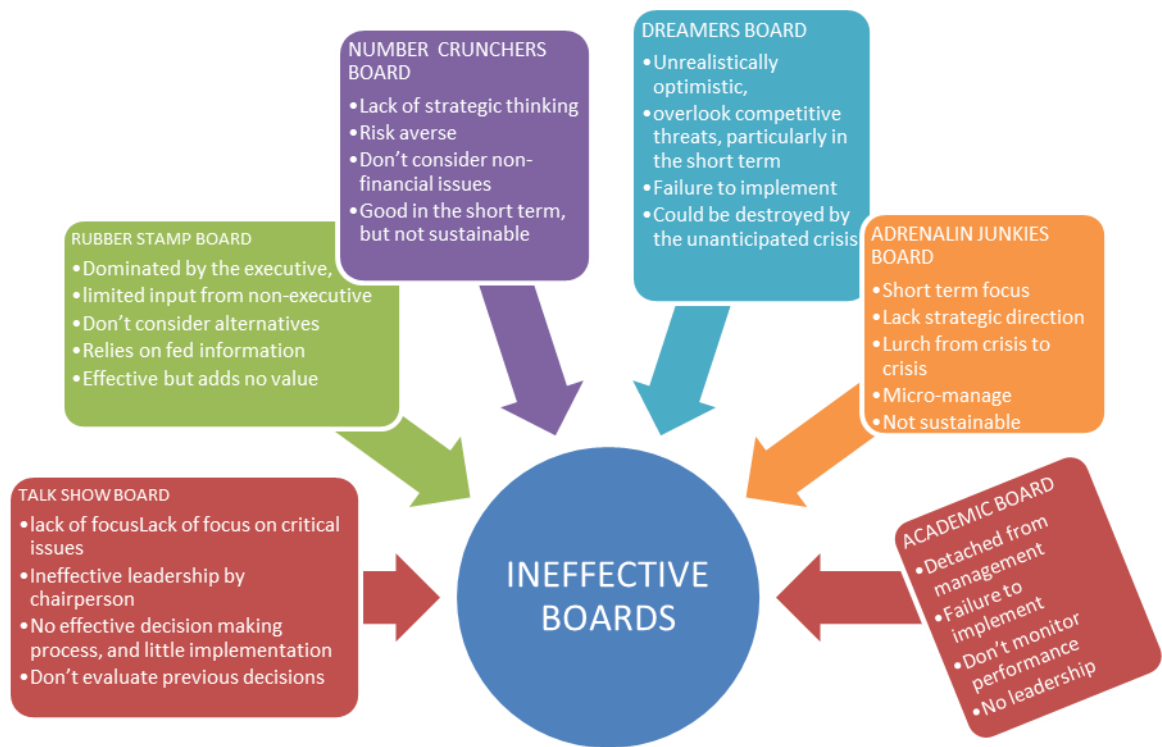 TALK SHOW BOARD
•lack of focusLack of focus on critical
issues
•Ineffective leadership by
chairperson
•No effective decision making
process, and little implementation
•Don't evaluate previous decisions
RUBBER STAMP BOARD
•Dominated by the executive,
•limited input from non-executive
•Don't consider alternatives
•Relies on fed information
•Effective but adds no value
NUMBER CRUNCHERS
BOARD
•Lack of strategic thinking
•Risk averse
•Don't consider non-
financial issues
•Good in the short term,
but not sustainable
DREAMERS BOARD
•Unrealistically
optimistic,
•overlook competitive
threats, particularly in
the short term
•Failure to implement
•Could be destroyed by
the unanticipated crisis
ADRENALIN JUNKIES
BOARD
•Short term focus
•Lack strategic direction
•Lurch from crisis to
crisis
•Micro-manage
•Not sustainable
ACADEMIC BOARD
•Detached from
management
•Failure to
implement
•Don't monitor
performance
•No leadership
INEFFECTIVE
BOARDS